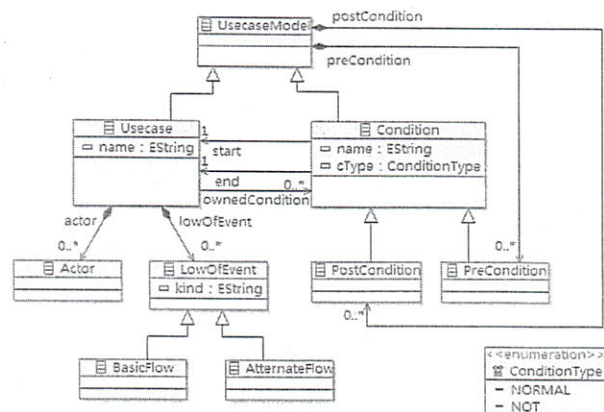 UsecaseModel
postCondition
preCondition
Usecase
name : EString
Condition
name : EString
cType : ConditionType
1
start
1
end
0..*
ownedCondition
actor
lowOfEvent
0..*
0..*
0..*
Actor
LowOfEvent
kind : EString
PostCondition
PreCondition
0..*
BasicFlow
AtternateFlow
<<enumeration>>
ConditionType
NORMAL
NOT